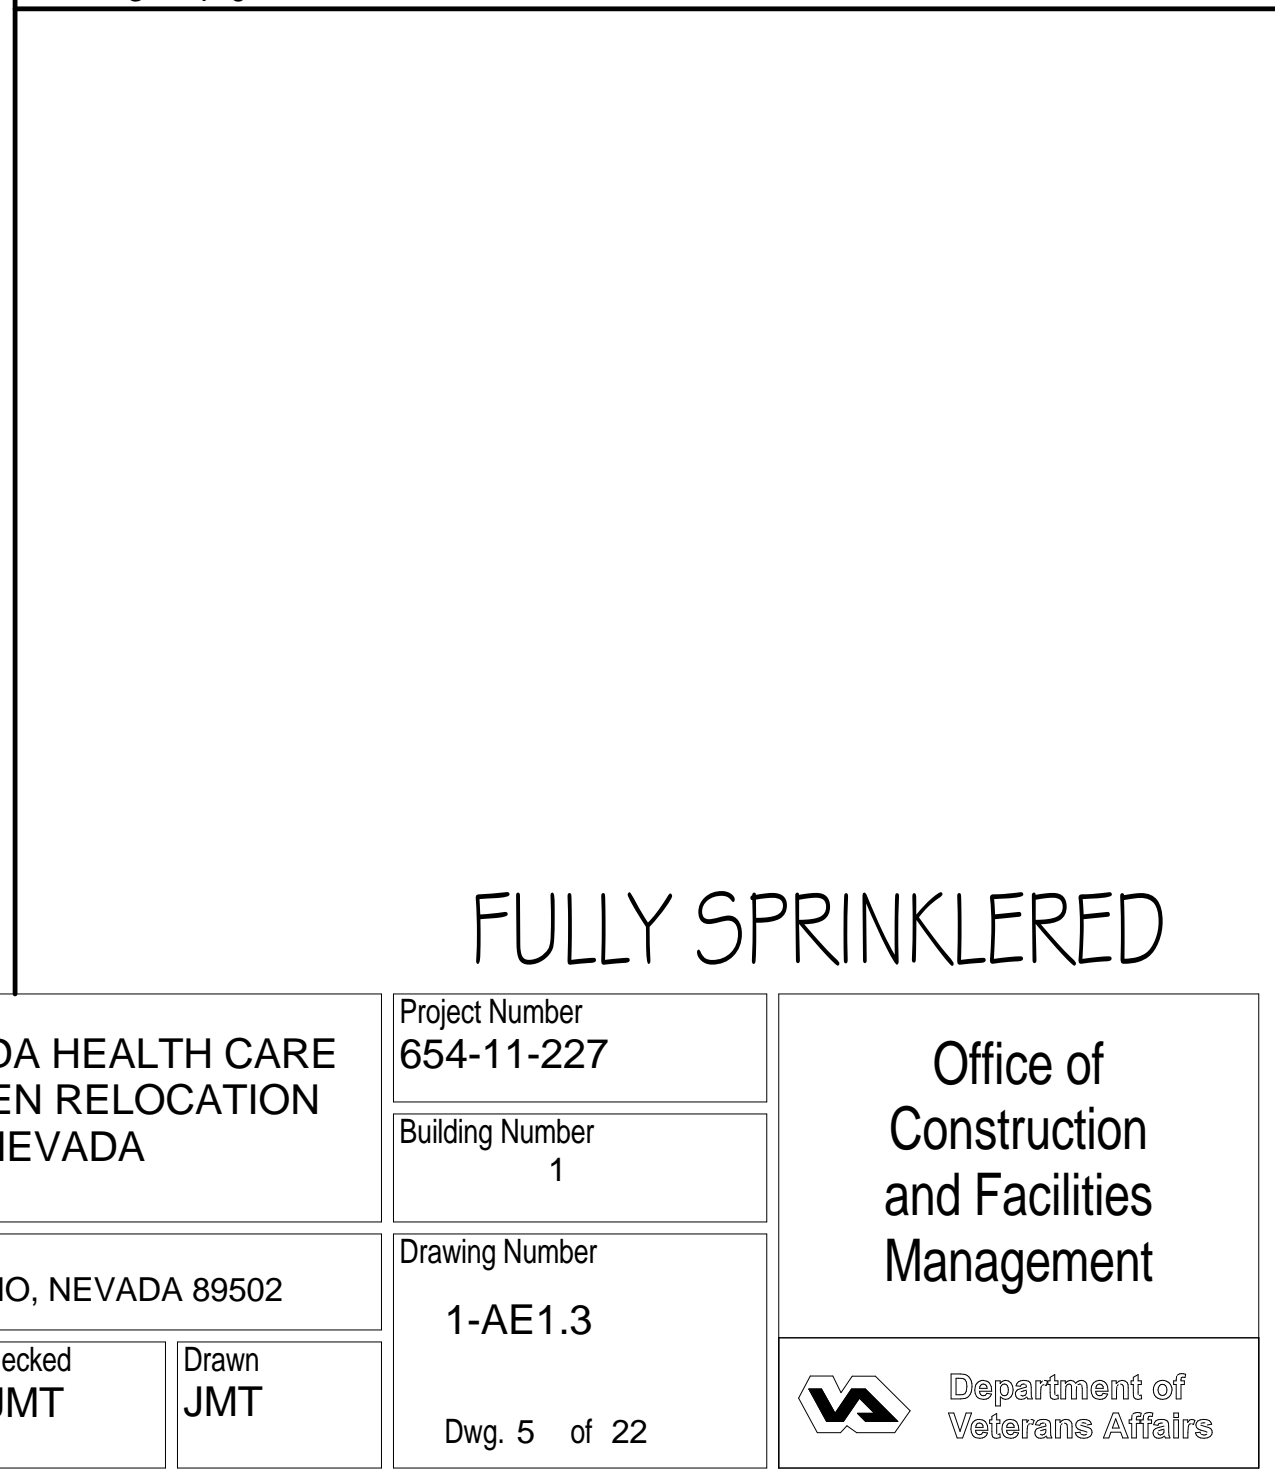 FULLY SPRINKLERED
DA HEALTH CARE
EN RELOCATION
NEVADA
NO, NEVADA 89502
ecked
JMT
Drawn
JMT
Project Number
654-11-227
Building Number
1
Drawing Number
1-AE1.3
Dwg. 5 of 22
Office of
Construction
and Facilities
Management
VA
Department of
Veterans Affairs